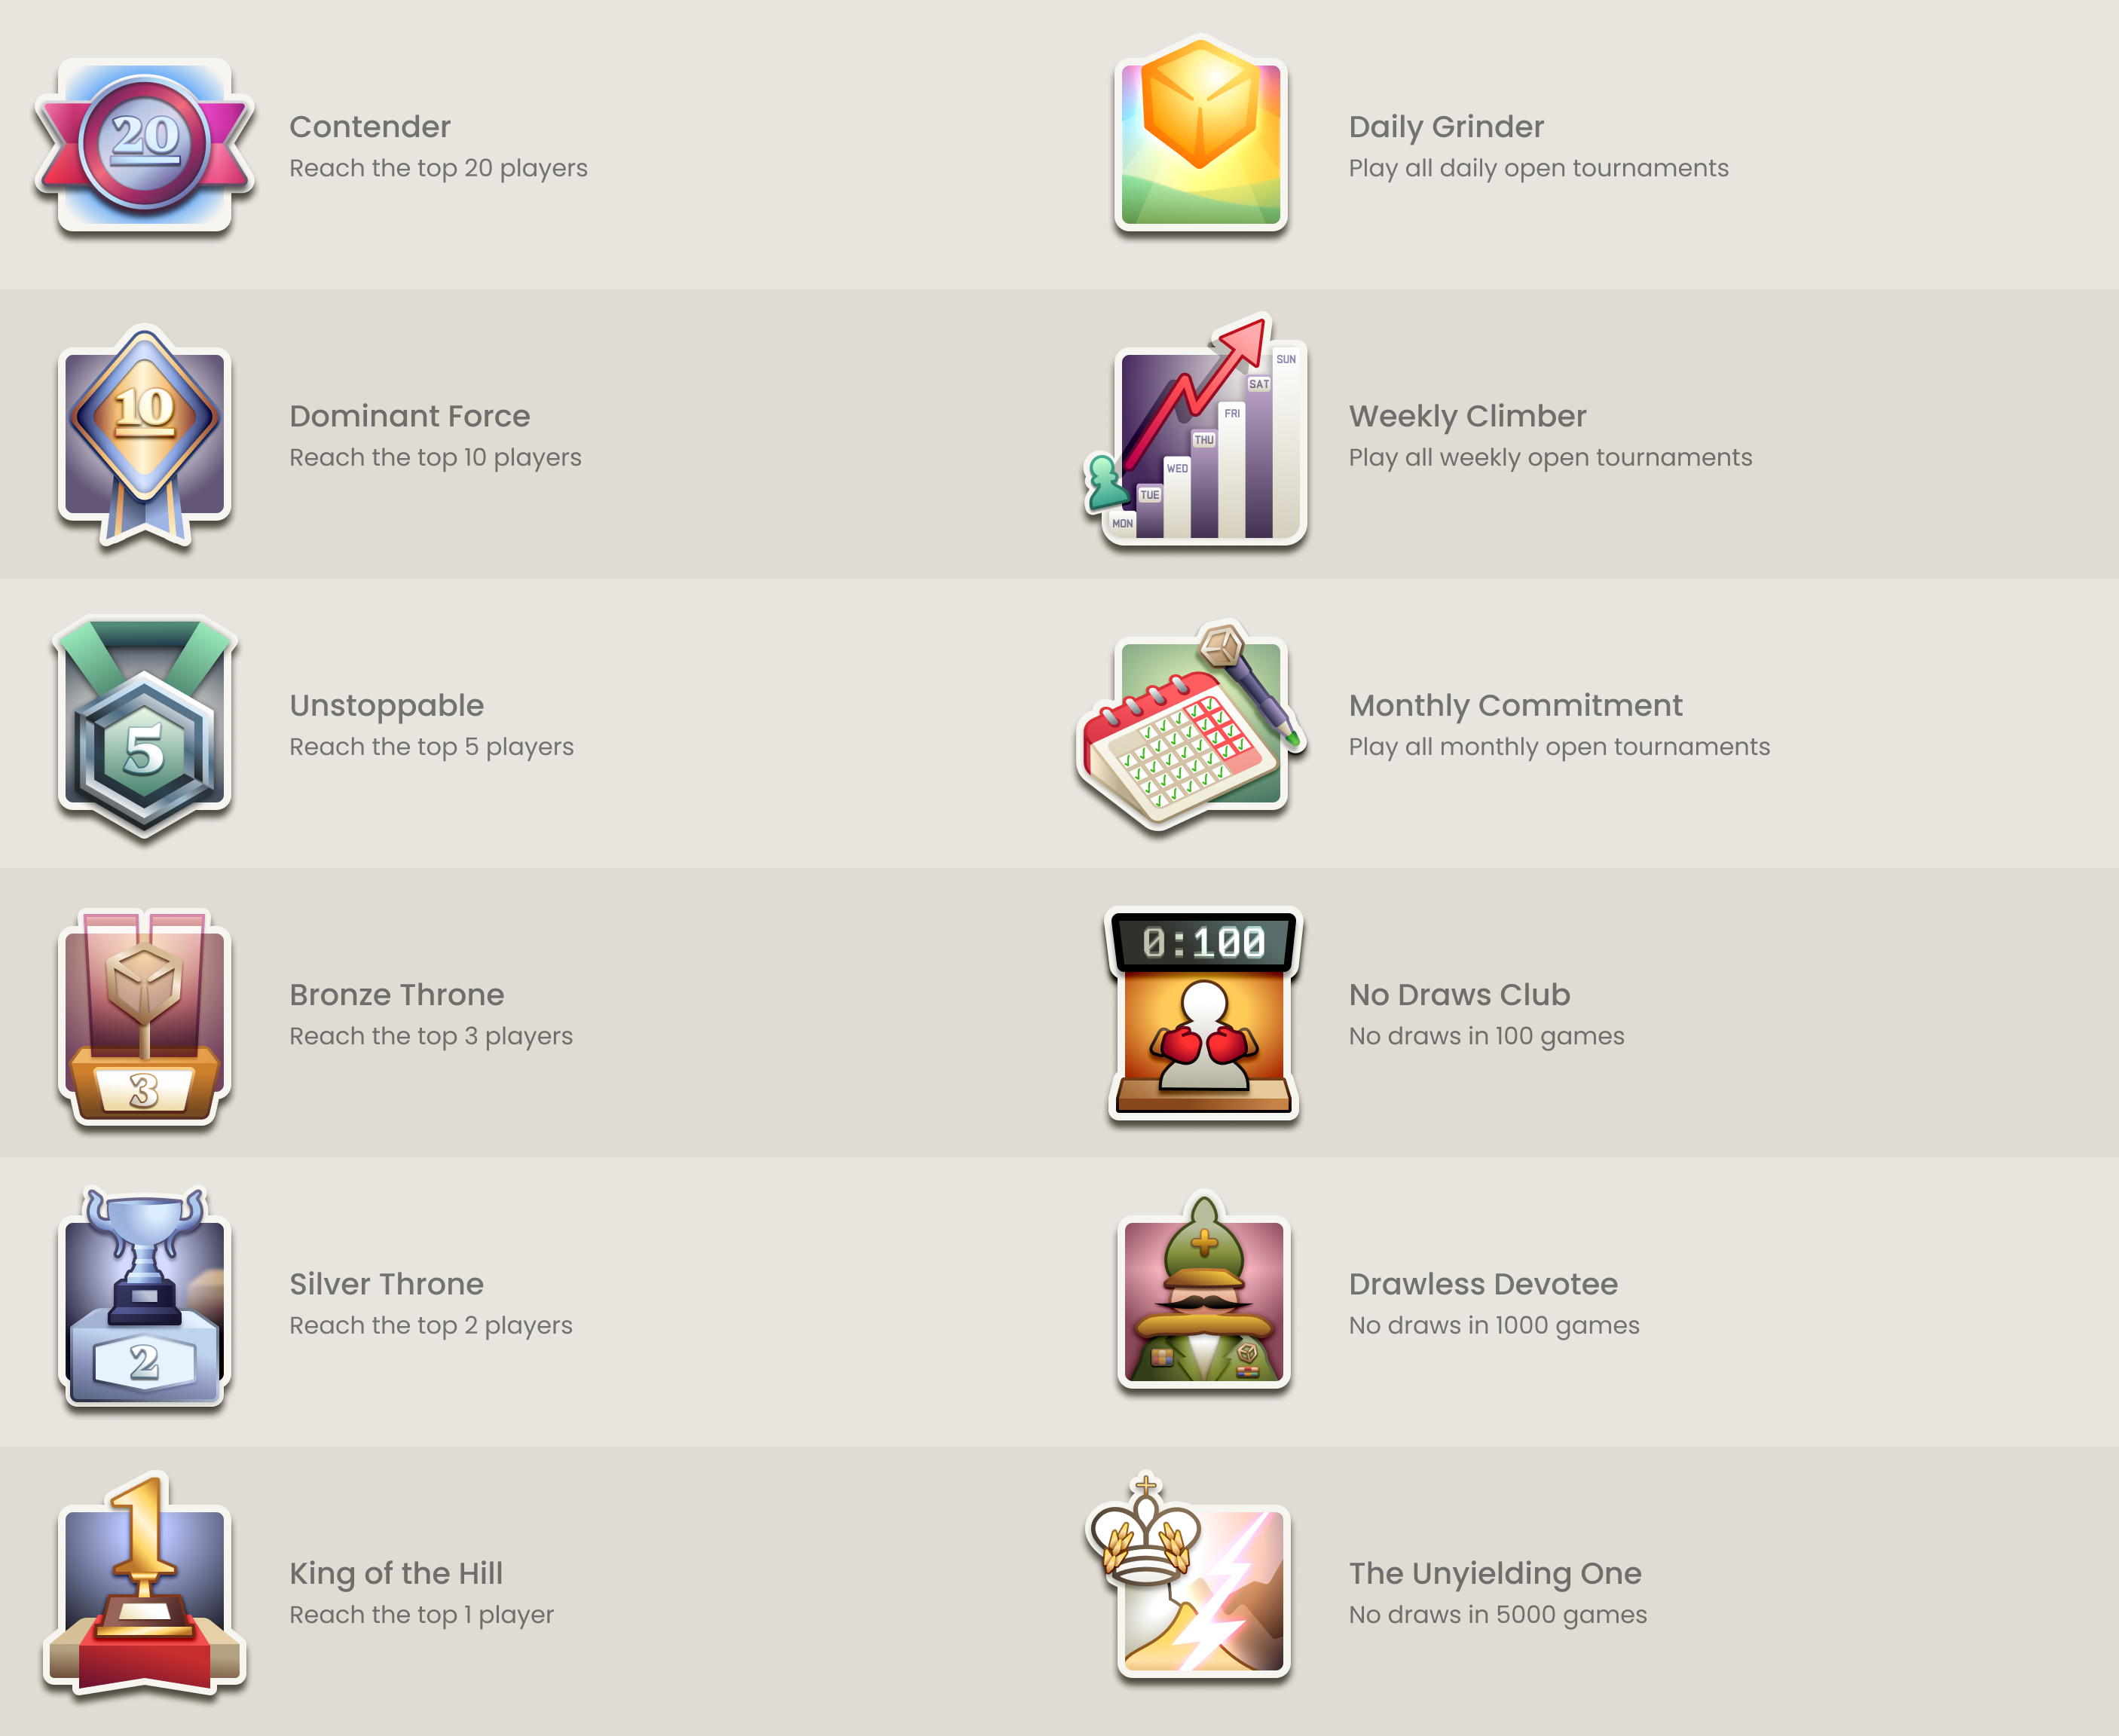 20
Contender
Reach the top 20 players
Daily Grinder
Play all daily open tournaments
10
Dominant Force
Reach the top 10 players
MON
TUE
WED
THU
FRI
SAT
SUN
Weekly Climber
Play all weekly open tournaments
5
Unstoppable
Reach the top 5 players
Monthly Commitment
Play all monthly open tournaments
3
Bronze Throne
Reach the top 3 players
0:100
No Draws Club
No draws in 100 games
2
Silver Throne
Reach the top 2 players
Drawless Devotee
No draws in 1000 games
1
King of the Hill
Reach the top 1 player
The Unyielding One
No draws in 5000 games